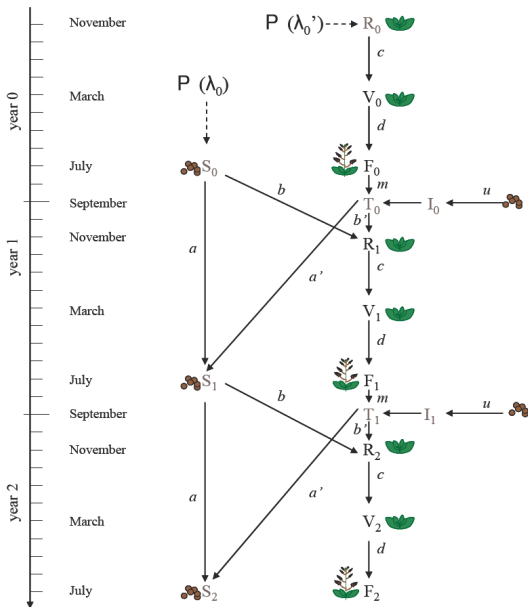 November P (λ₀') R₀
c
year 0
March V₀
P (λ₀) d
July S₀ F₀
b m
September T₀ I₀ u
b'
November R₁
year 1
a a' c
March V₁
d
July S₁ F₁
b m
September T₁ I₁ u
b'
November R₂
year 2
a a' c
March V₂
d
July S₂ F₂